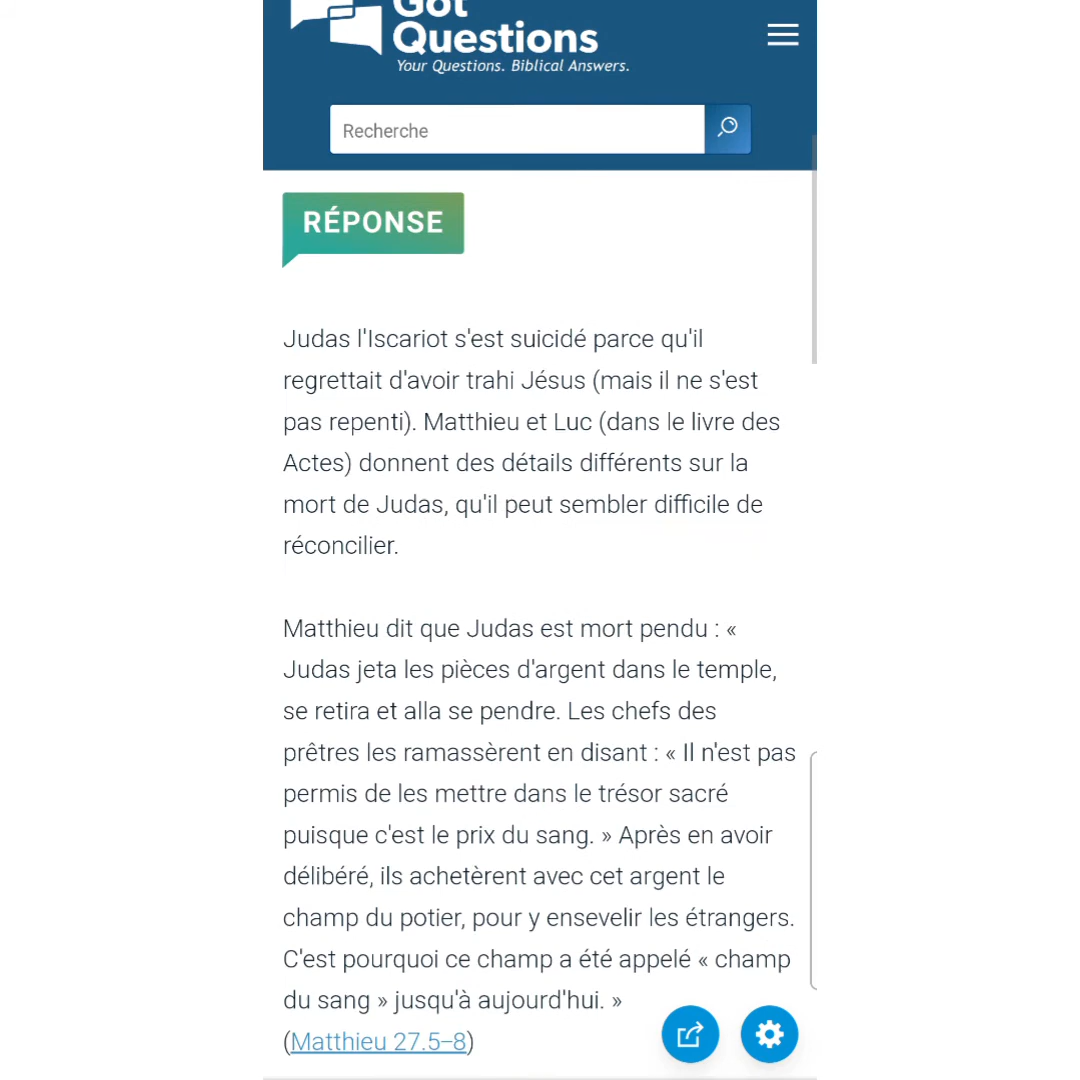 Got
Questions
Your Questions. Biblical Answers.
Recherche
RÉPONSE
Judas l'Iscariot s'est suicidé parce qu'il
regrettait d'avoir trahi Jésus (mais il ne s'est
pas repenti). Matthieu et Luc (dans le livre des
Actes) donnent des détails différents sur la
mort de Judas, qu'il peut sembler difficile de
réconcilier.
Matthieu dit que Judas est mort pendu : «
Judas jeta les pièces d'argent dans le temple,
se retira et alla se pendre. Les chefs des
prêtres les ramassèrent en disant : « Il n'est pas
permis de les mettre dans le trésor sacré
puisque c'est le prix du sang. » Après en avoir
délibéré, ils achetèrent avec cet argent le
champ du potier, pour y ensevelir les étrangers.
C'est pourquoi ce champ a été appelé « champ
du sang » jusqu'à aujourd'hui. »
(Matthieu 27.5–8)